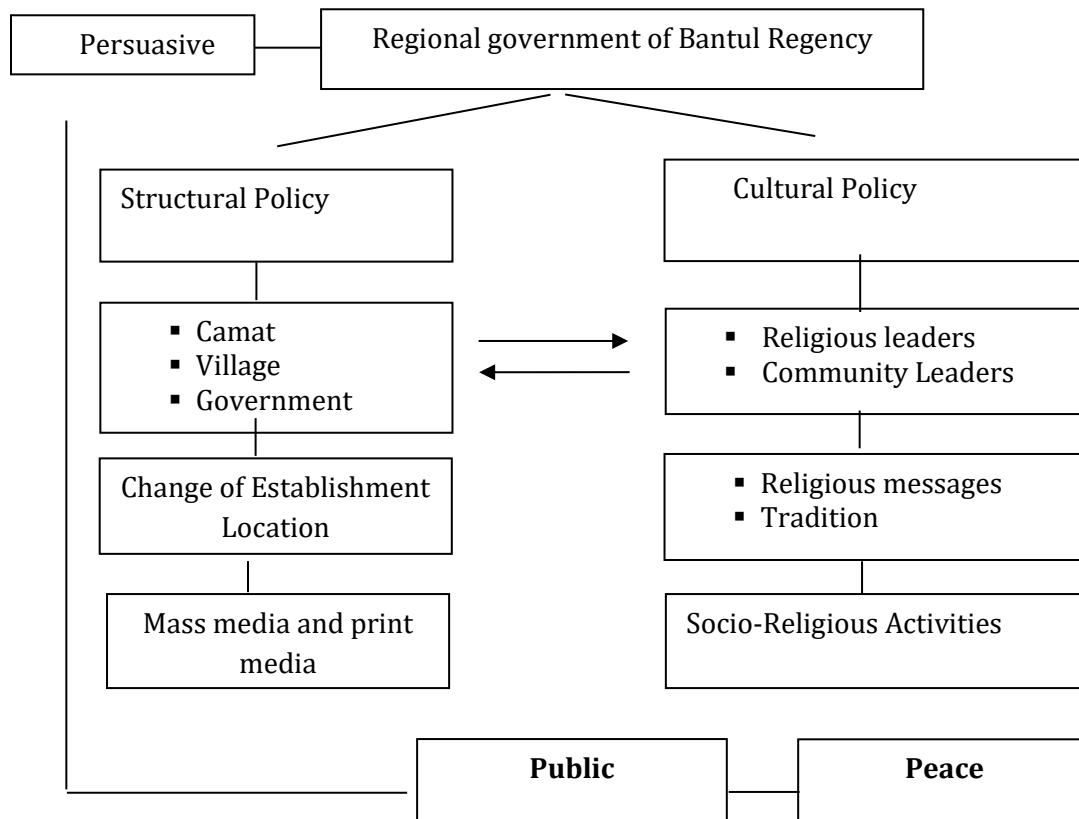 Persuasive
Regional government of Bantul Regency
Structural Policy
Cultural Policy
▪ Camat
▪ Village
▪ Government
▪ Religious leaders
▪ Community Leaders
Change of Establishment
Location
▪ Religious messages
▪ Tradition
Mass media and print
media
Socio-Religious Activities
Public
Peace